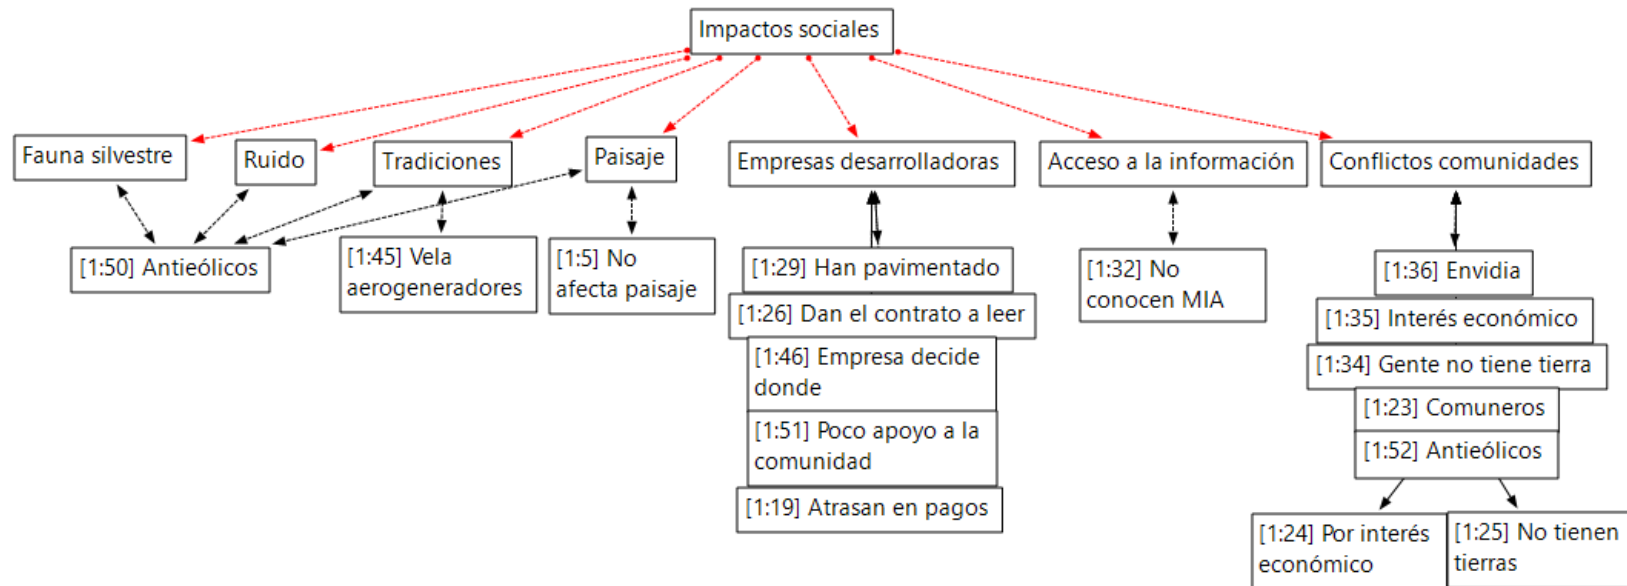 Impactos sociales
Fauna silvestre
Ruido
Tradiciones
Paisaje
Empresas desarrolladoras
Acceso a la información
Conflictos comunidades
[1:50] Antieólicos
[1:45] Vela
aerogeneradores
[1:5] No
afecta paisaje
[1:29] Han pavimentado
[1:26] Dan el contrato a leer
[1:46] Empresa decide
donde
[1:51] Poco apoyo a la
comunidad
[1:19] Atrasan en pagos
[1:32] No
conocen MIA
[1:36] Envidia
[1:35] Interés económico
[1:34] Gente no tiene tierra
[1:23] Comuneros
[1:52] Antieólicos
[1:24] Por interés
económico
[1:25] No tienen
tierras